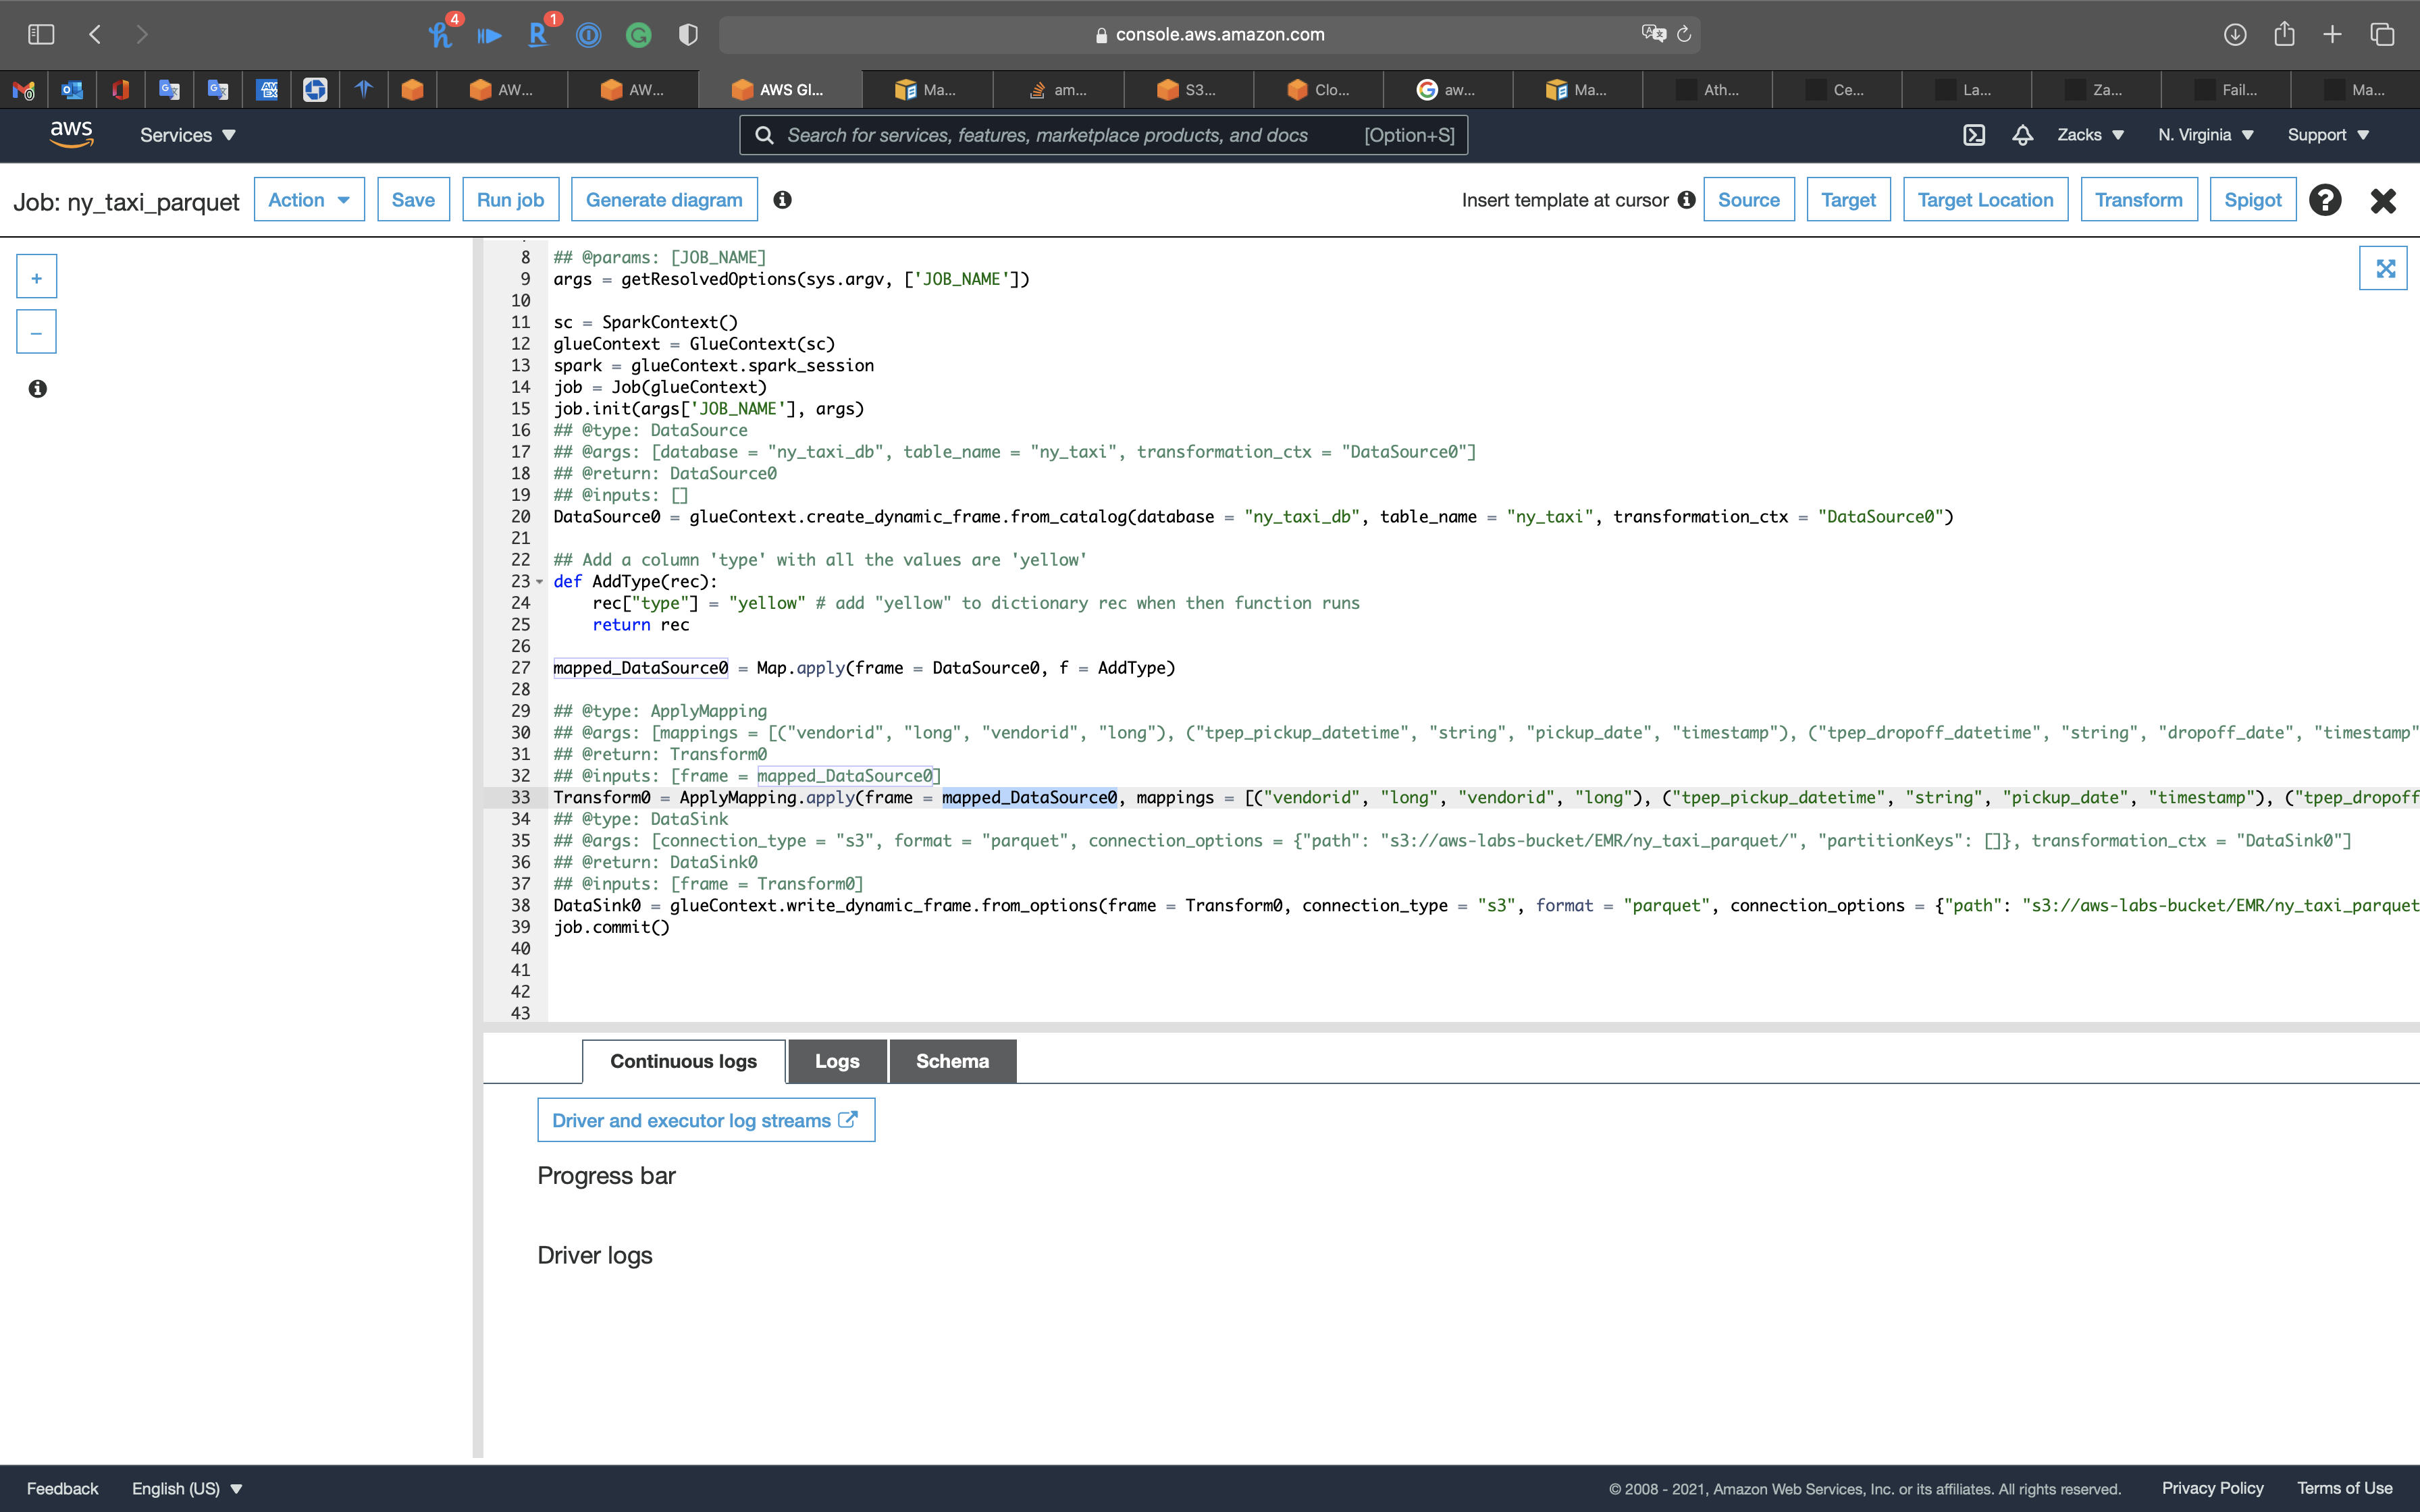 4
1
console.aws.amazon.com
AW...
AW...
AWS Gl...
Ma...
am...
S3...
Clo...
aw...
Ma...
Ath...
Ce...
La...
Za...
Fail...
Ma...
aws
Services
Search for services, features, marketplace products, and docs
[Option+S]
Zacks
N. Virginia
Support
Job: ny_taxi_parquet
Action
Save
Run job
Generate diagram
Insert template at cursor
Source
Target
Target Location
Transform
Spigot
8 ## @params: [JOB_NAME]
9 args = getResolvedOptions(sys.argv, ['JOB_NAME'])
10
11 sc = SparkContext()
12 glueContext = GlueContext(sc)
13 spark = glueContext.spark_session
14 job = Job(glueContext)
15 job.init(args['JOB_NAME'], args)
16 ## @type: DataSource
17 ## @args: [database = "ny_taxi_db", table_name = "ny_taxi", transformation_ctx = "DataSource0"]
18 ## @return: DataSource0
19 ## @inputs: []
20 DataSource0 = glueContext.create_dynamic_frame.from_catalog(database = "ny_taxi_db", table_name = "ny_taxi", transformation_ctx = "DataSource0")
21
22 ## Add a column 'type' with all the values are 'yellow'
23 def AddType(rec):
24     rec["type"] = "yellow" # add "yellow" to dictionary rec when then function runs
25     return rec
26
27 mapped_DataSource0 = Map.apply(frame = DataSource0, f = AddType)
28
29 ## @type: ApplyMapping
30 ## @args: [mappings = [("vendorid", "long", "vendorid", "long"), ("tpep_pickup_datetime", "string", "pickup_date", "timestamp"), ("tpep_dropoff_datetime", "string", "dropoff_date", "timestamp"
31 ## @return: Transform0
32 ## @inputs: [frame = mapped_DataSource0]
33 Transform0 = ApplyMapping.apply(frame = mapped_DataSource0, mappings = [("vendorid", "long", "vendorid", "long"), ("tpep_pickup_datetime", "string", "pickup_date", "timestamp"), ("tpep_dropoff
34 ## @type: DataSink
35 ## @args: [connection_type = "s3", format = "parquet", connection_options = {"path": "s3://aws-labs-bucket/EMR/ny_taxi_parquet/", "partitionKeys": []}, transformation_ctx = "DataSink0"]
36 ## @return: DataSink0
37 ## @inputs: [frame = Transform0]
38 DataSink0 = glueContext.write_dynamic_frame.from_options(frame = Transform0, connection_type = "s3", format = "parquet", connection_options = {"path": "s3://aws-labs-bucket/EMR/ny_taxi_parquet
39 job.commit()
40
41
42
43
Continuous logs
Logs
Schema
Driver and executor log streams
Progress bar
Driver logs
Feedback
English (US)
© 2008 - 2021, Amazon Web Services, Inc. or its affiliates. All rights reserved.
Privacy Policy
Terms of Use